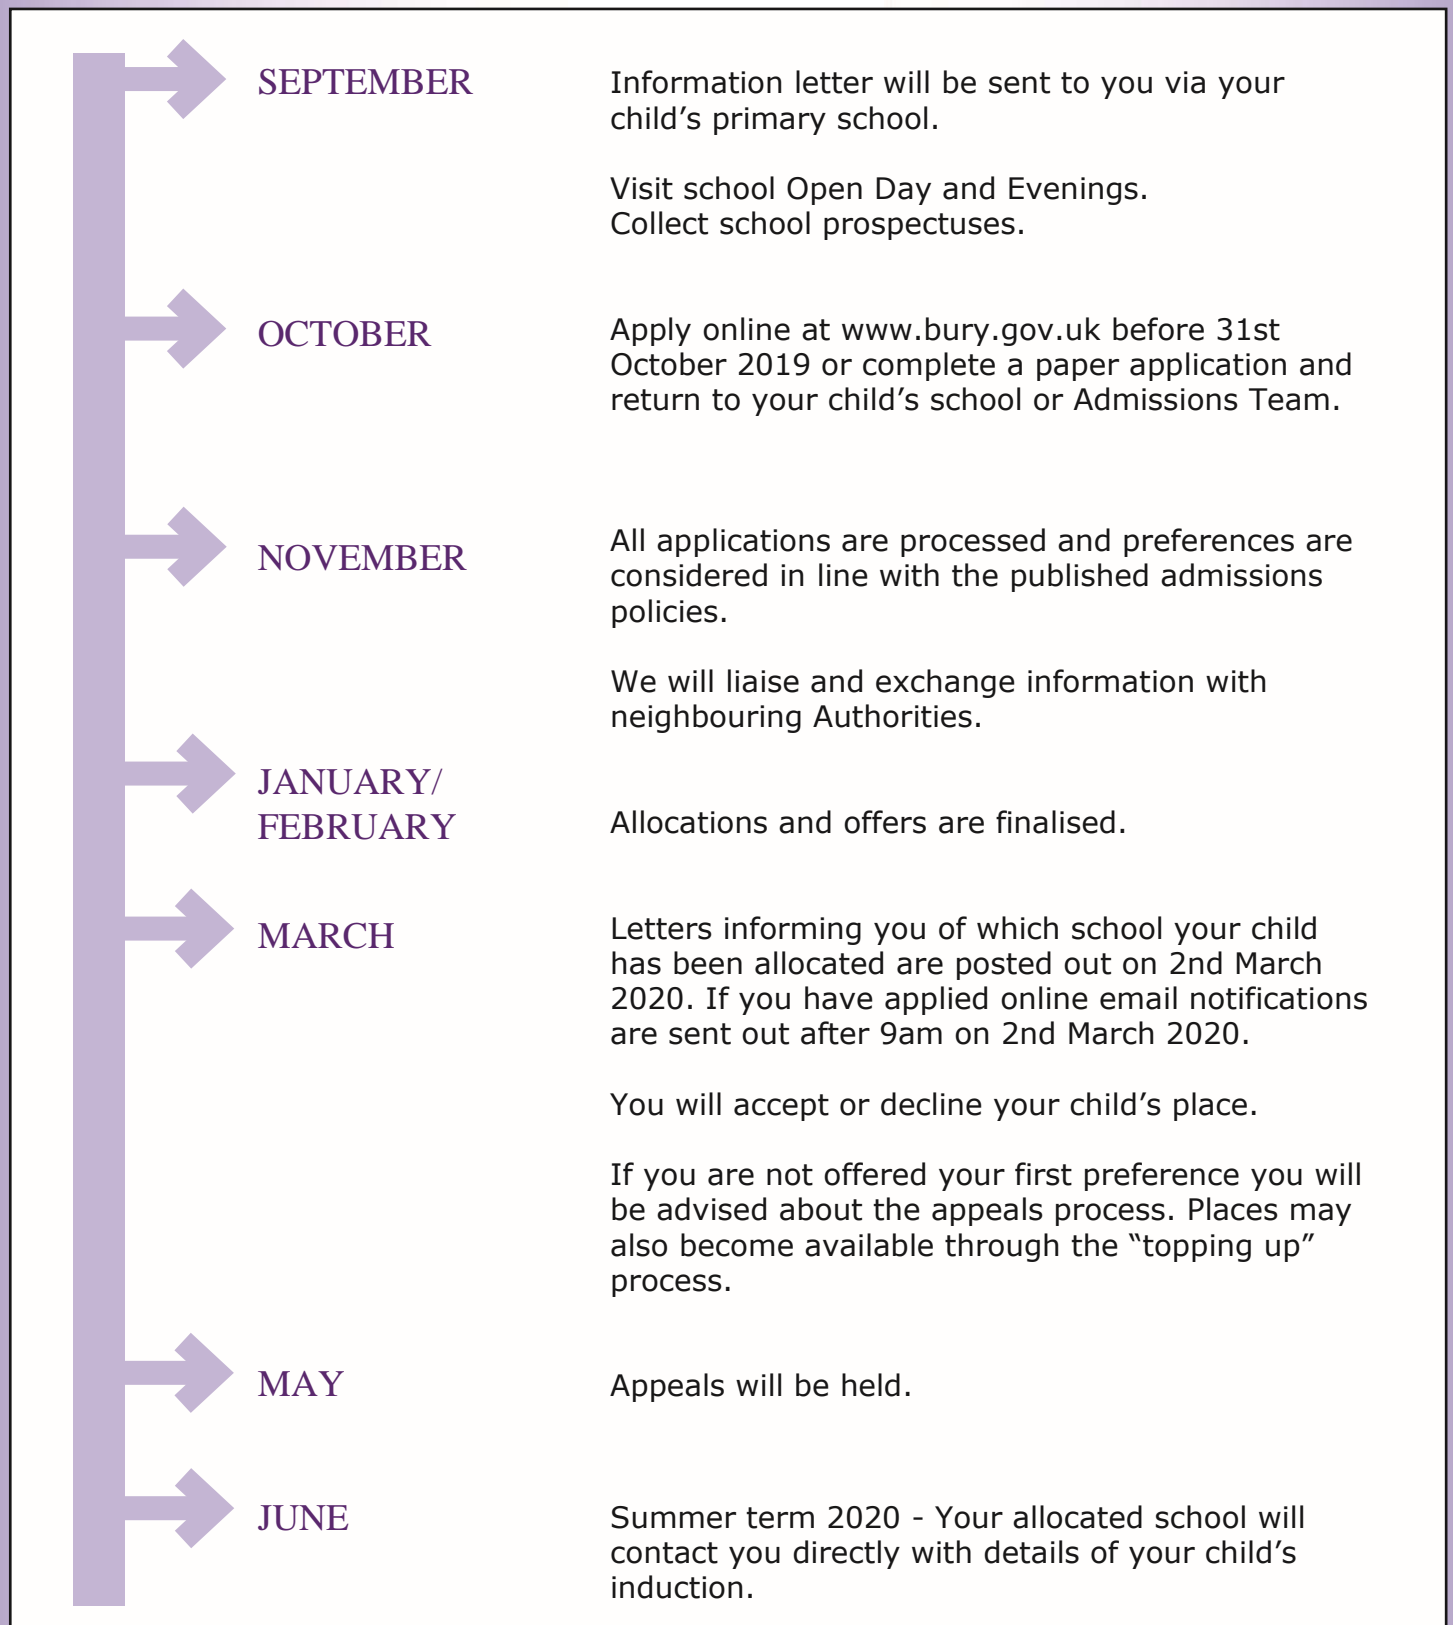 SEPTEMBER
Information letter will be sent to you via your
child’s primary school.
Visit school Open Day and Evenings.
Collect school prospectuses.
OCTOBER
Apply online at www.bury.gov.uk before 31st
October 2019 or complete a paper application and
return to your child’s school or Admissions Team.
NOVEMBER
All applications are processed and preferences are
considered in line with the published admissions
policies.
We will liaise and exchange information with
neighbouring Authorities.
JANUARY/
FEBRUARY
Allocations and offers are finalised.
MARCH
Letters informing you of which school your child
has been allocated are posted out on 2nd March
2020. If you have applied online email notifications
are sent out after 9am on 2nd March 2020.
You will accept or decline your child’s place.
If you are not offered your first preference you will
be advised about the appeals process. Places may
also become available through the “topping up”
process.
MAY
Appeals will be held.
JUNE
Summer term 2020 - Your allocated school will
contact you directly with details of your child’s
induction.